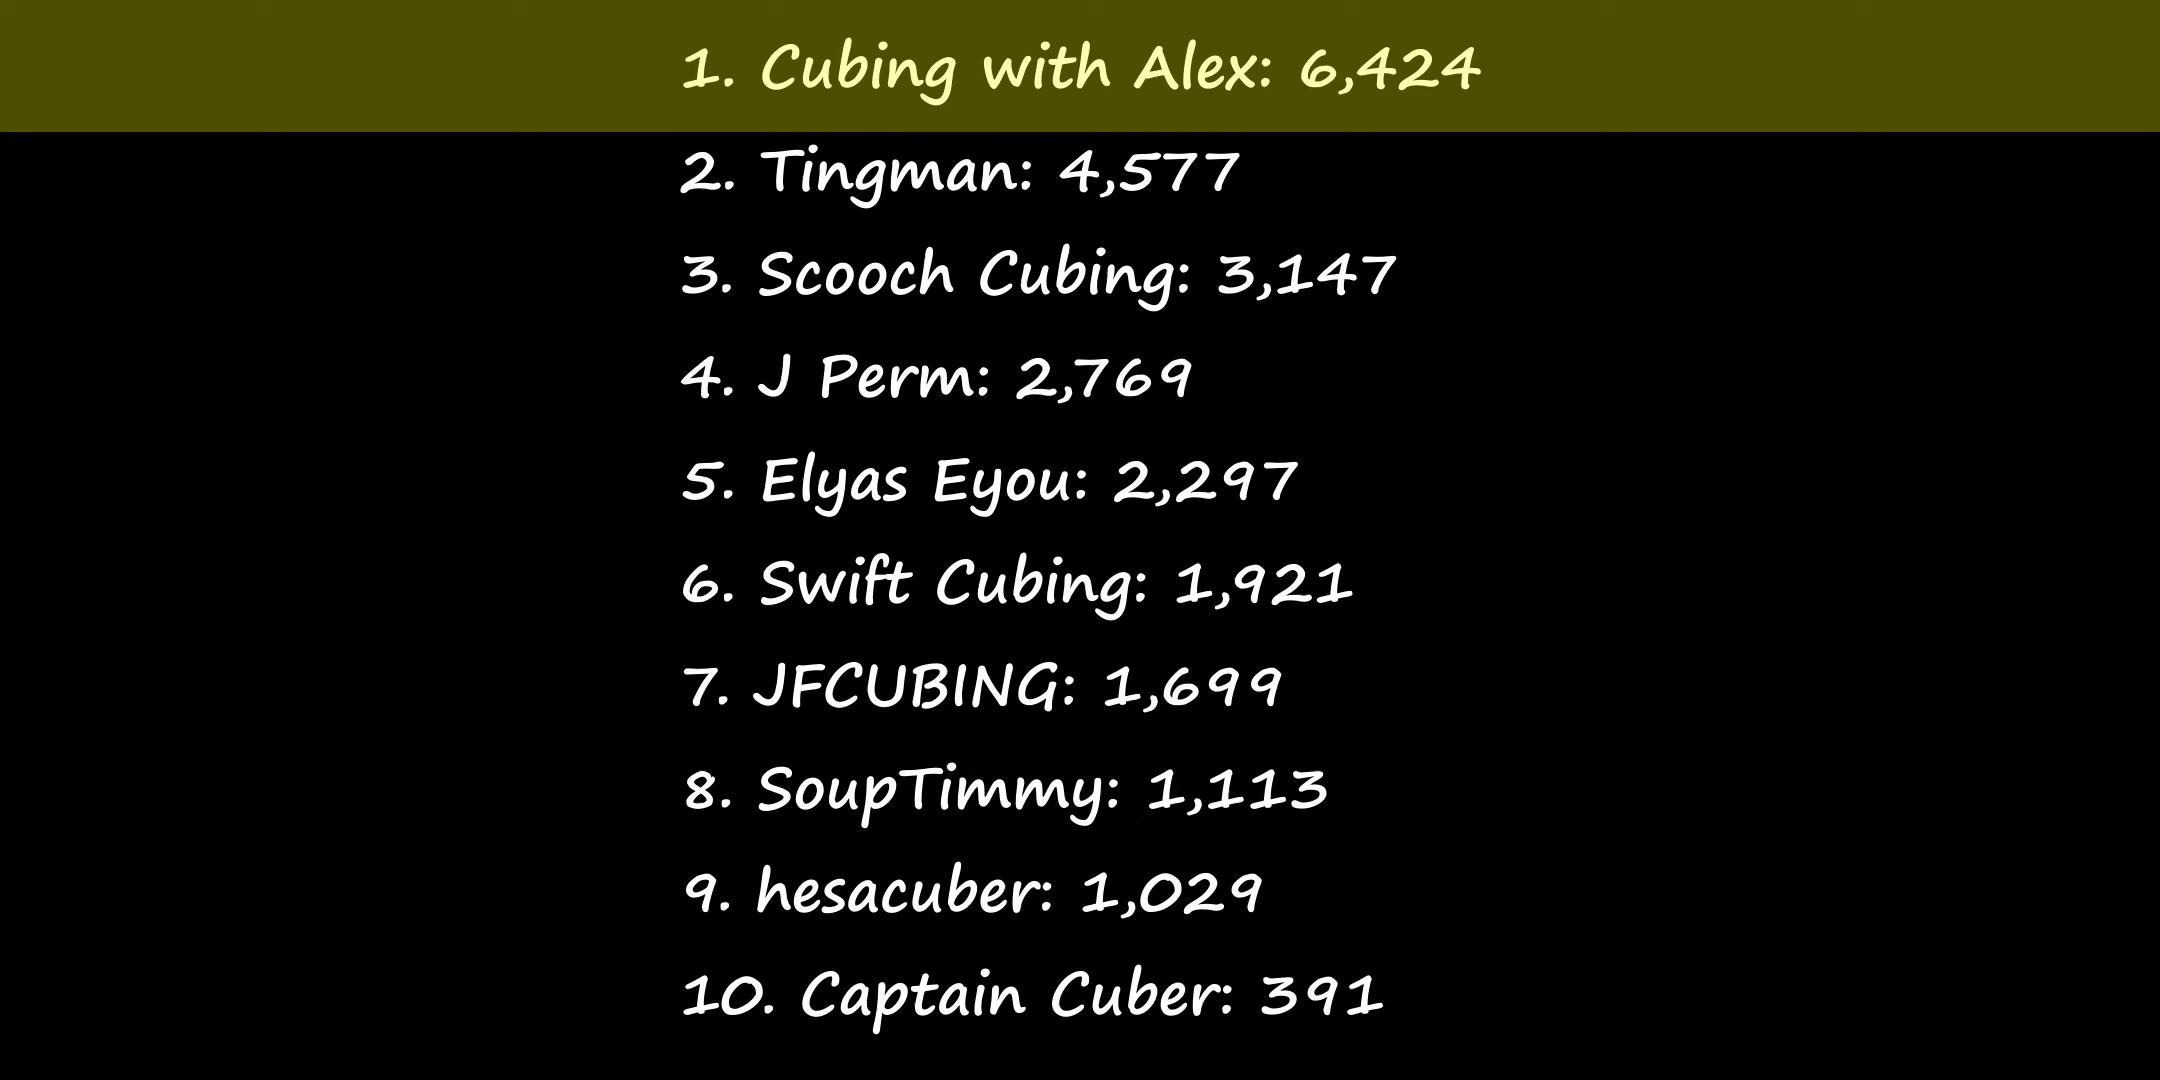 1. Cubing with Alex: 6,424
2. Tingman: 4,577
3. Scooch Cubing: 3,147
4. J Perm: 2,769
5. Elyas Eyou: 2,297
6. Swift Cubing: 1,921
7. JFCUBING: 1,699
8. SoupTimmy: 1,113
9. hesacuber: 1,029
10. Captain Cuber: 391